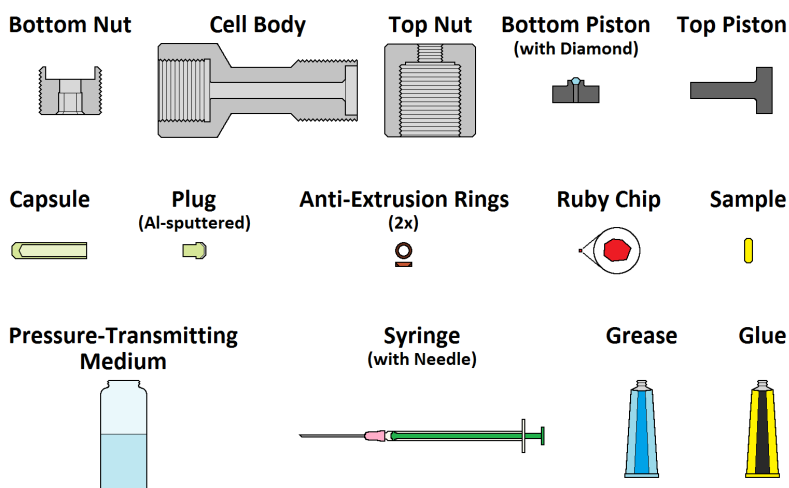 Bottom Nut
Cell Body
Top Nut
Bottom Piston
(with Diamond)
Top Piston
Capsule
Plug
(Al-sputtered)
Anti-Extrusion Rings
(2x)
Ruby Chip
Sample
Pressure-Transmitting
Medium
Syringe
(with Needle)
Grease
Glue